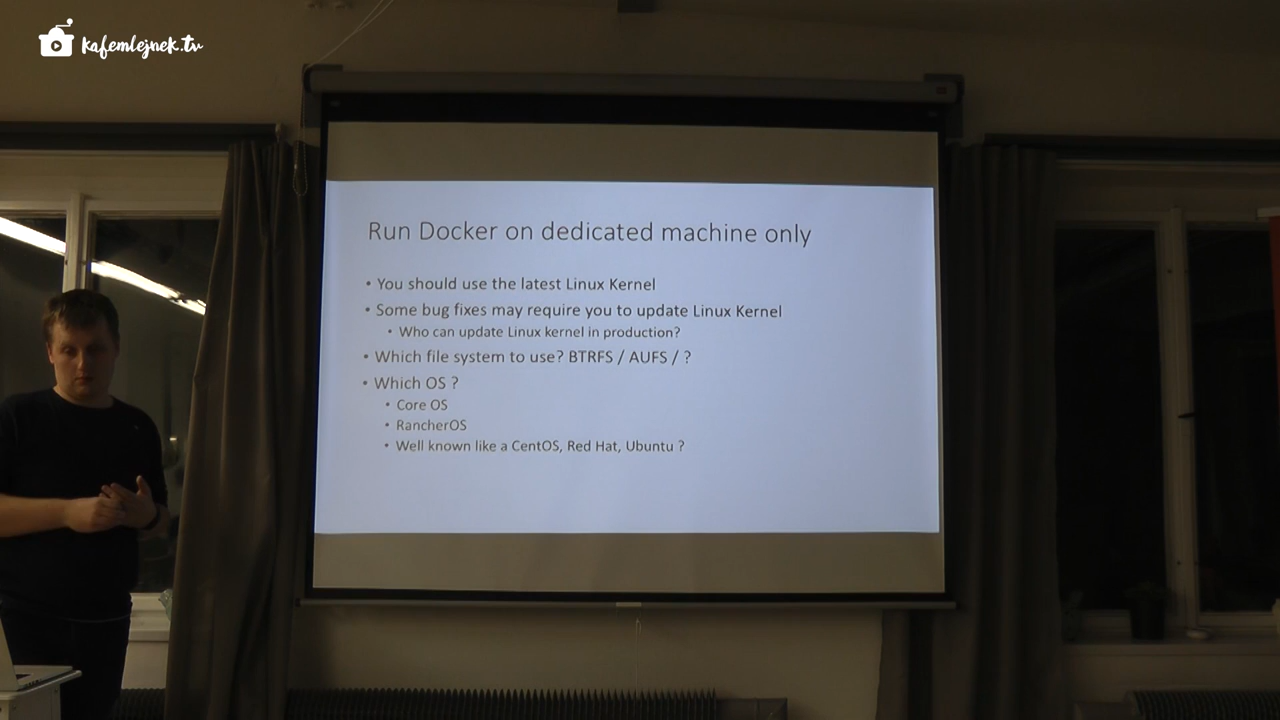 kafemlejnek.tv
Run Docker on dedicated machine only
• You should use the latest Linux Kernel
• Some bug fixes may require you to update Linux Kernel
• Who can update Linux kernel in production?
• Which file system to use? BTRFS / AUFS / ?
• Which OS ?
• Core OS
• RancherOS
• Well known like a CentOS, Red Hat, Ubuntu ?